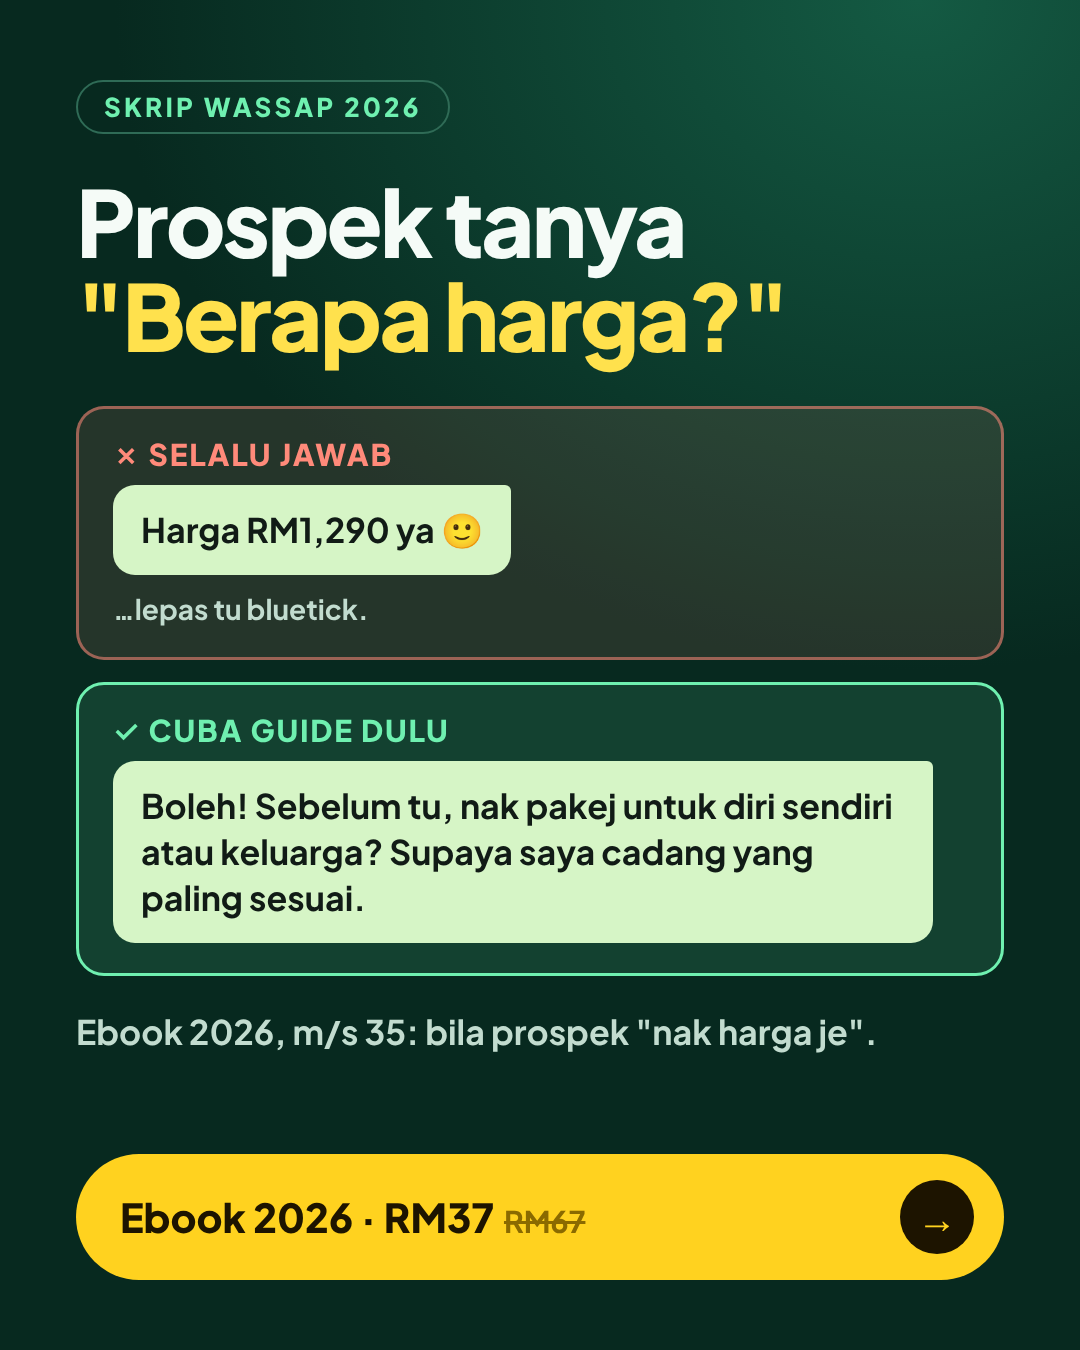 SKRIP WASSAP 2026
Prospek tanya
"Berapa harga?"
× SELALU JAWAB
Harga RM1,290 ya 🙂
…lepas tu bluetick.
✓ CUBA GUIDE DULU
Boleh! Sebelum tu, nak pakej untuk diri sendiri
atau keluarga? Supaya saya cadang yang
paling sesuai.
Ebook 2026, m/s 35: bila prospek "nak harga je".
Ebook 2026 · RM37 RM67 →